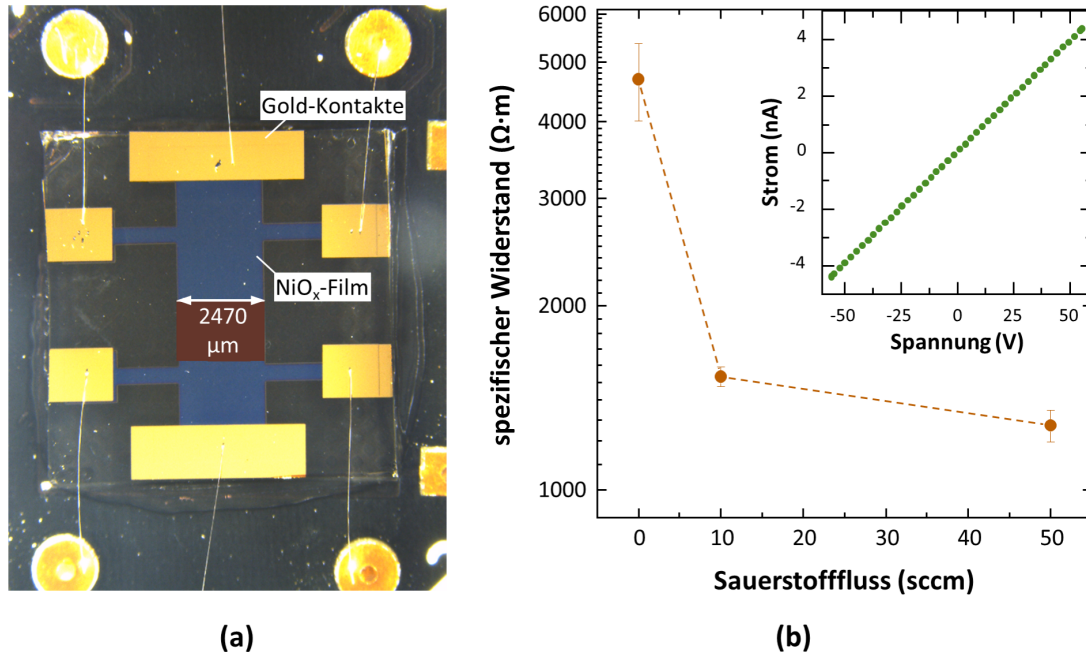 Gold-Kontakte
NiOₓ-Film
2470
µm
(a)
spezifischer Widerstand (Ω·m)
6000
5000
4000
3000
2000
1000
0
10
20
30
40
50
Sauerstofffluss (sccm)
Strom (nA)
4
2
0
-2
-4
-50
-25
0
25
50
Spannung (V)
(b)